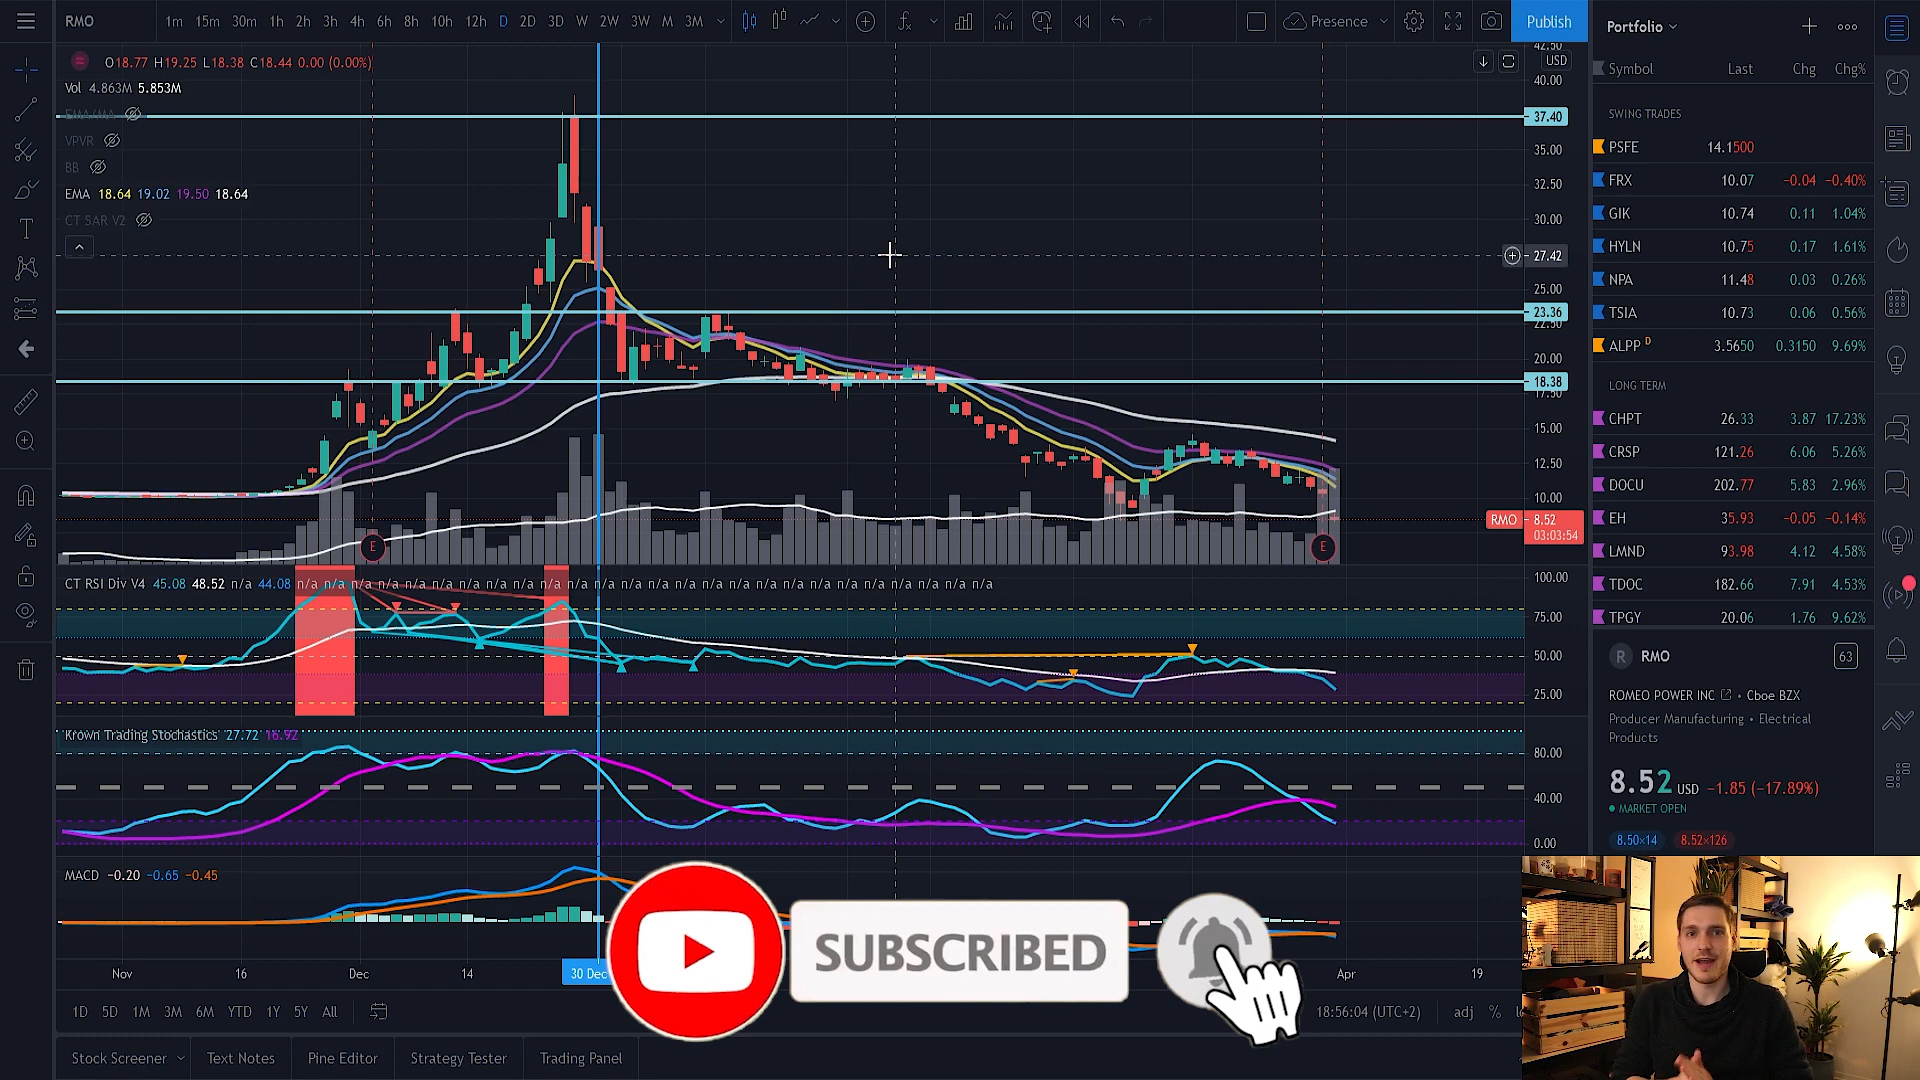 RMO 1m 15m 30m 1h 2h 3h 4h 6h 8h 10h 12h D 2D 3D W 2W 3W M 3M Presence Publish
O18.77 H19.25 L18.38 C18.44 0.00 (0.00%)
Vol 4.863M 5.853M
EMA/MA
VPVR
BB
EMA 18.64 19.02 19.50 18.64
CT SAR V2
USD
42.50
40.00
37.40
35.00
32.50
30.00
27.42
25.00
23.36
22.50
20.00
18.38
17.50
15.00
12.50
10.00
RMO 8.52
03:03:54
E
E
CT RSI Div V4 45.08 48.52 n/a 44.08 n/a n/a n/a n/a n/a n/a n/a n/a n/a n/a n/a n/a n/a n/a n/a n/a n/a n/a n/a n/a n/a n/a n/a n/a n/a n/a
100.00
75.00
50.00
25.00
Krown Trading Stochastics 27.72 16.92
80.00
40.00
0.00
MACD -0.20 -0.65 -0.45
SUBSCRIBED
Nov 16 Dec 14 30 Dec Apr 19
1D 5D 1M 3M 6M YTD 1Y 5Y All 18:56:04 (UTC+2) adj %
Stock Screener Text Notes Pine Editor Strategy Tester Trading Panel
Portfolio
Symbol Last Chg Chg%
SWING TRADES
PSFE 14.1500
FRX 10.07 -0.04 -0.40%
GIK 10.74 0.11 1.04%
HYLN 10.75 0.17 1.61%
NPA 11.48 0.03 0.26%
TSIA 10.73 0.06 0.56%
ALPP D 3.5650 0.3150 9.69%
LONG TERM
CHPT 26.33 3.87 17.23%
CRSP 121.26 6.06 5.26%
DOCU 202.77 5.83 2.96%
EH 35.93 -0.05 -0.14%
LMND 93.98 4.12 4.58%
TDOC 182.66 7.91 4.53%
TPGY 20.06 1.76 9.62%
R RMO 63
ROMEO POWER INC • Cboe BZX
Producer Manufacturing • Electrical
Products
8.52 USD -1.85 (-17.89%)
MARKET OPEN
8.50×14 8.52×126